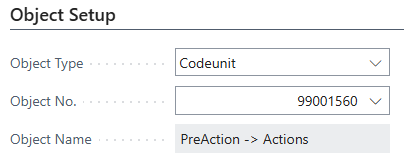 Object Setup
Object Type Codeunit
Object No. 99001560
Object Name PreAction -> Actions